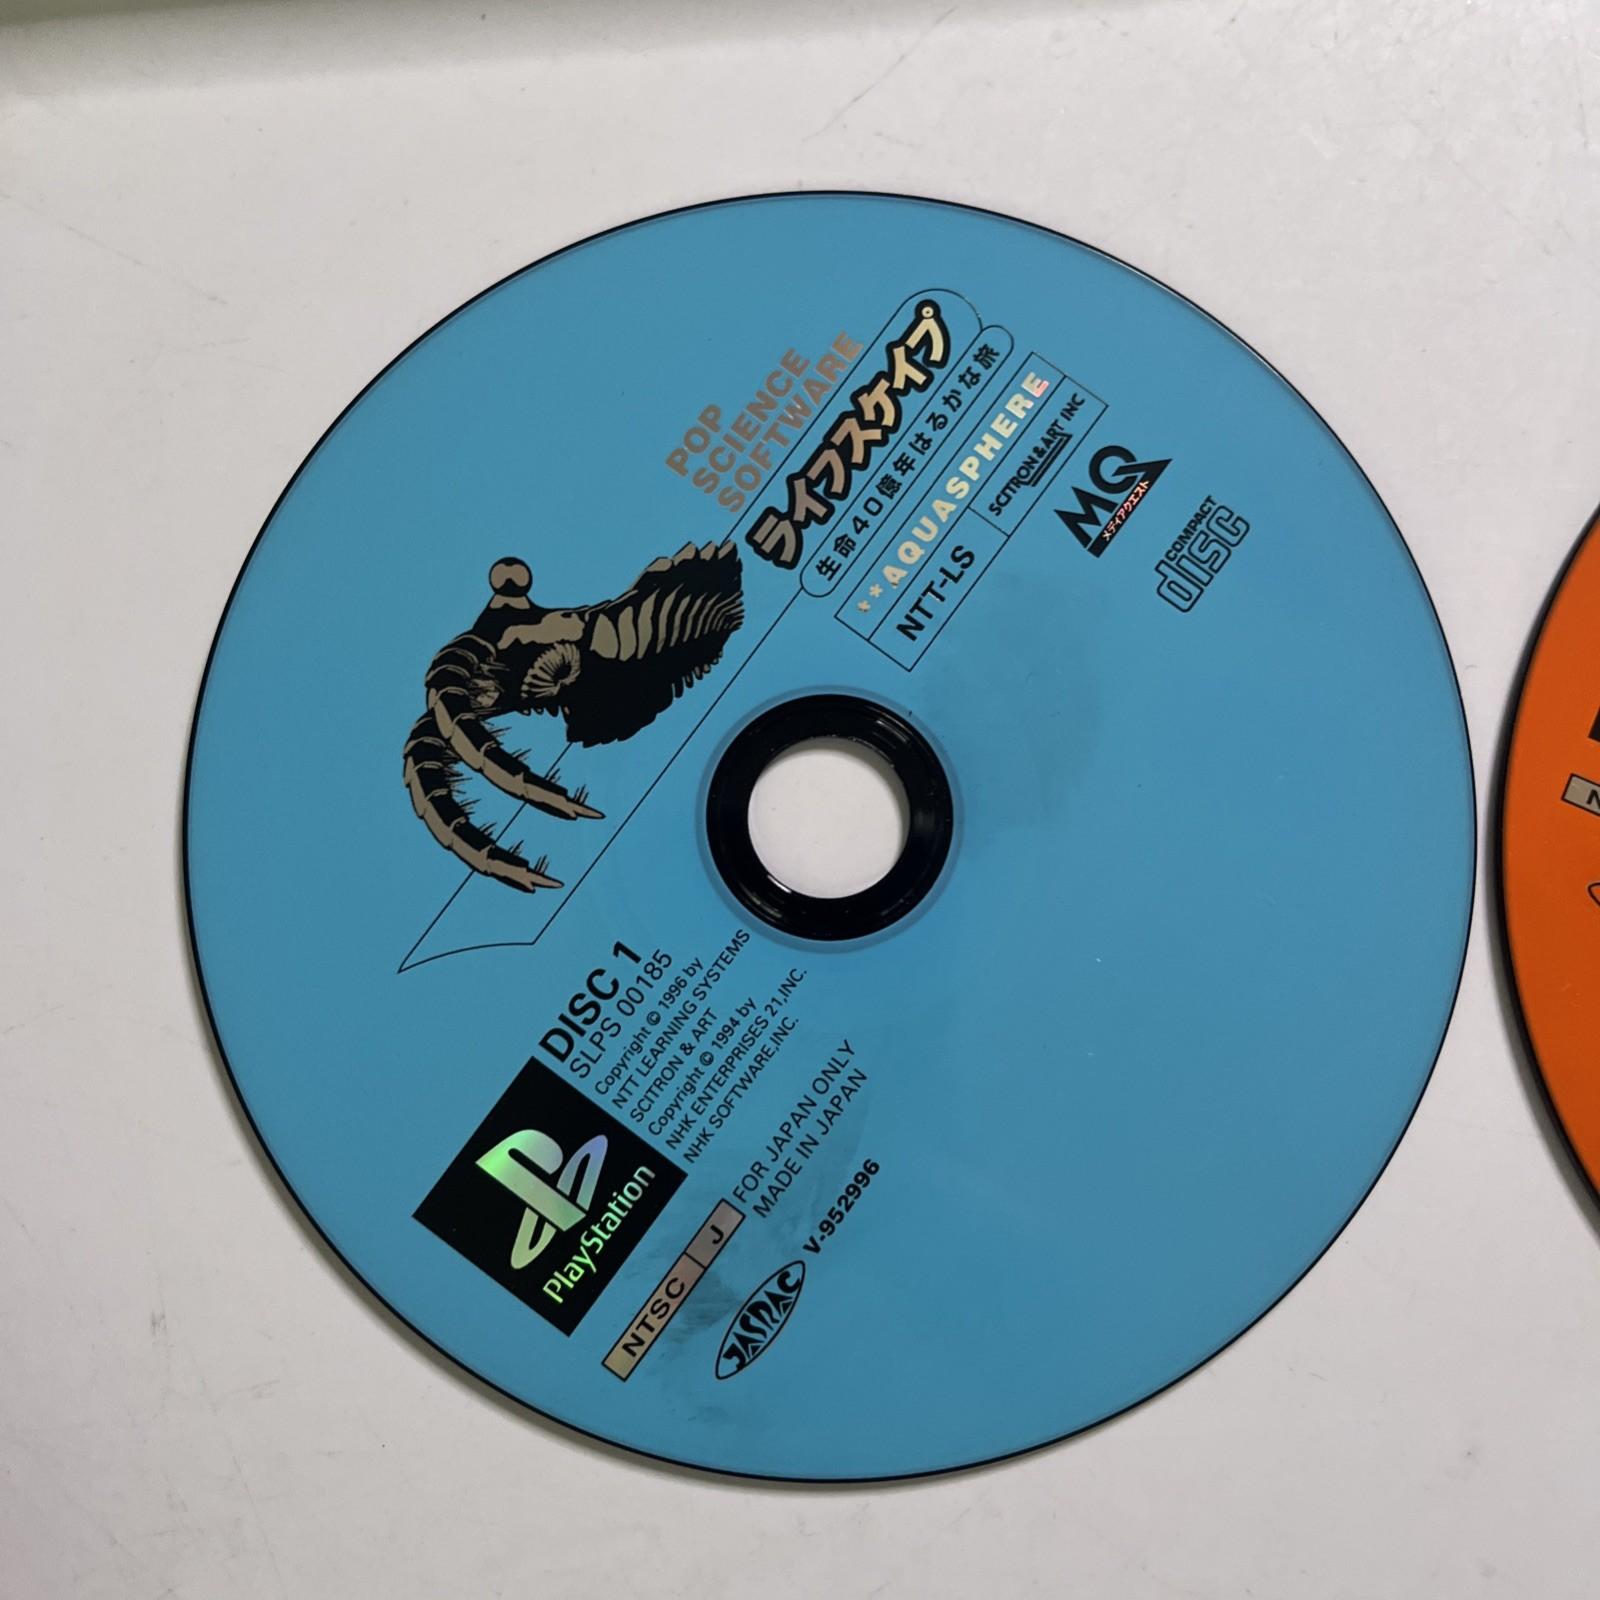 POP
SCIENCE
SOFTWARE
ライフスケイプ
生命40億年はるかな旅
**AQUASPHERE
NTT-LS
SCITRON & ART INC
MQ
メディアクエスト
COMPACT
disc
DISC 1
SLPS 00185
Copyright © 1996 by
NTT LEARNING SYSTEMS
SCITRON & ART
Copyright © 1994 by
NHK ENTERPRISES 21,INC.
NHK SOFTWARE,INC.
PlayStation
NTSC J
FOR JAPAN ONLY
MADE IN JAPAN
JASRAC
V-952996